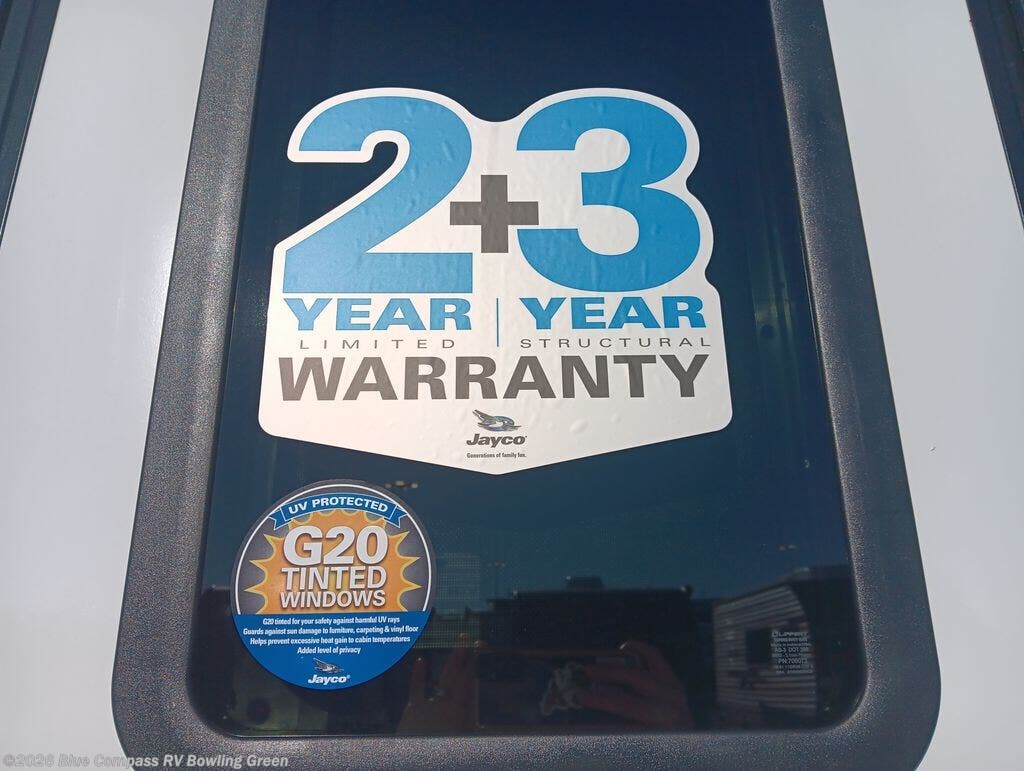 2+3
YEAR | YEAR
LIMITED STRUCTURAL
WARRANTY
Jayco
Generations of family fun.
UV PROTECTED
G20
TINTED
WINDOWS
G20 tinted for your safety against harmful UV rays
Guards against sun damage to furniture, carpeting & vinyl floor
Helps prevent excessive heat gain to cabin temperatures
Added level of privacy
Jayco®
LIPPERT
©2026 Blue Compass RV Bowling Green